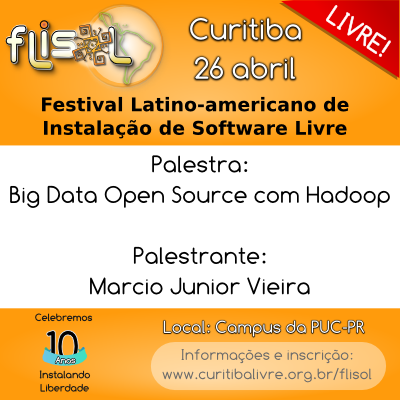 flisol
Curitiba
26 abril
LIVRE!
Festival Latino-americano de
Instalação de Software Livre
Palestra:
Big Data Open Source com Hadoop
Palestrante:
Marcio Junior Vieira
Celebremos
10
Anos
Instalando
Liberdade
Local: Campus da PUC-PR
Informações e inscrição:
www.curitibalivre.org.br/flisol